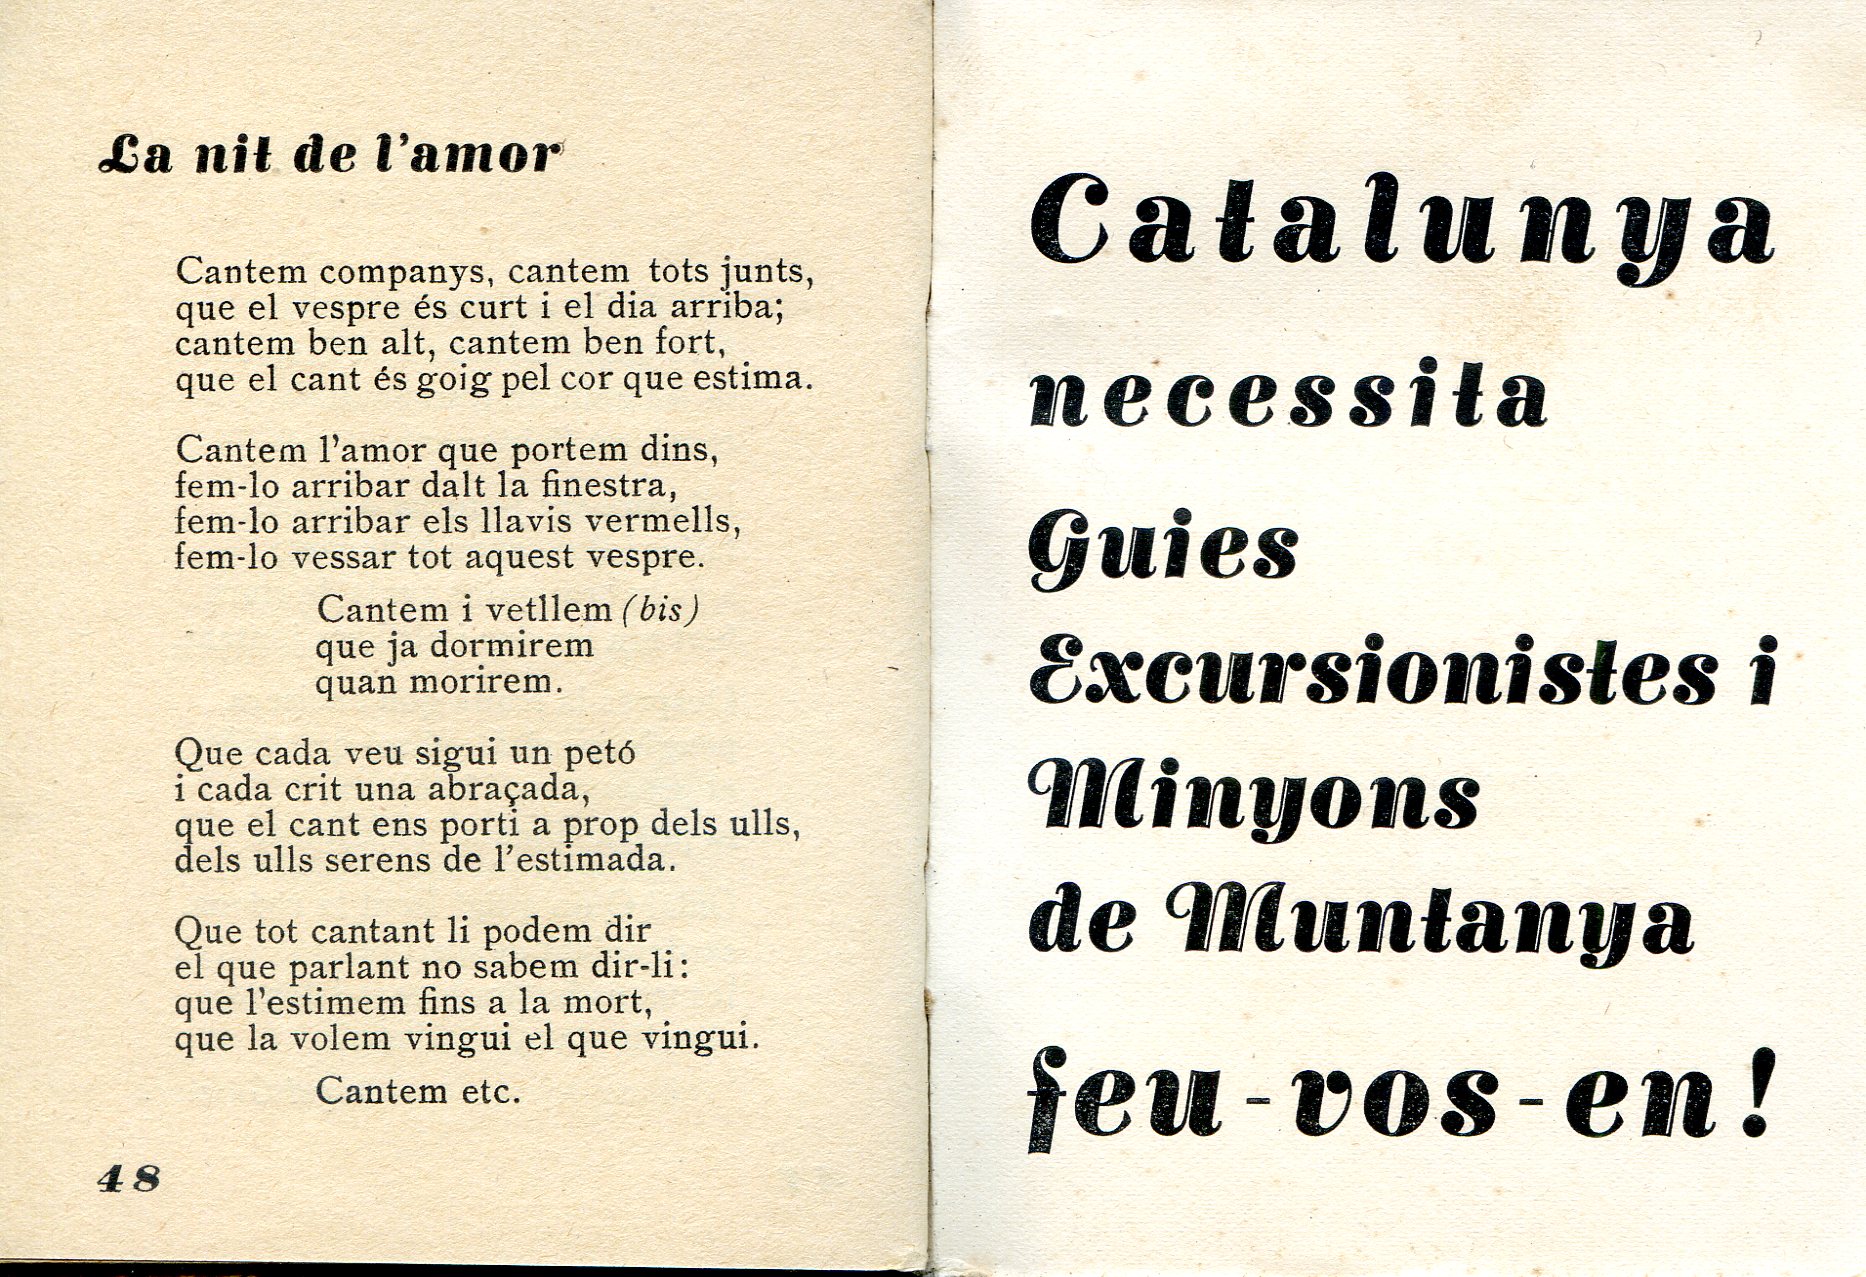 La nit de l'amor
Cantem companys, cantem tots junts,
que el vespre és curt i el dia arriba;
cantem ben alt, cantem ben fort,
que el cant és goig pel cor que estima.
Cantem l'amor que portem dins,
fem-lo arribar dalt la finestra,
fem-lo arribar els llavis vermells,
fem-lo vessar tot aquest vespre.
Cantem i vetllem (bis)
que ja dormirem
quan morirem.
Que cada veu sigui un petó
i cada crit una abraçada,
que el cant ens porti a prop dels ulls,
dels ulls serens de l'estimada.
Que tot cantant li podem dir
el que parlant no sabem dir-li:
que l'estimem fins a la mort,
que la volem vingui el que vingui.
Cantem etc.
48
Catalunya
necessita
Guies
Excursionistes i
Minyons
de Muntanya
feu-vos-en!